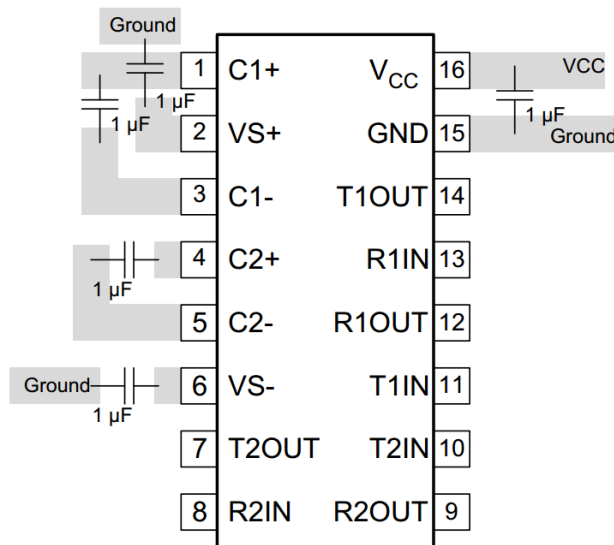 Ground
1 C1+ VCC 16 VCC
1 µF
1 µF
1 µF
2 VS+ GND 15 Ground
3 C1- T1OUT 14
4 C2+ R1IN 13
1 µF
5 C2- R1OUT 12
Ground 6 VS- T1IN 11
1 µF
7 T2OUT T2IN 10
8 R2IN R2OUT 9